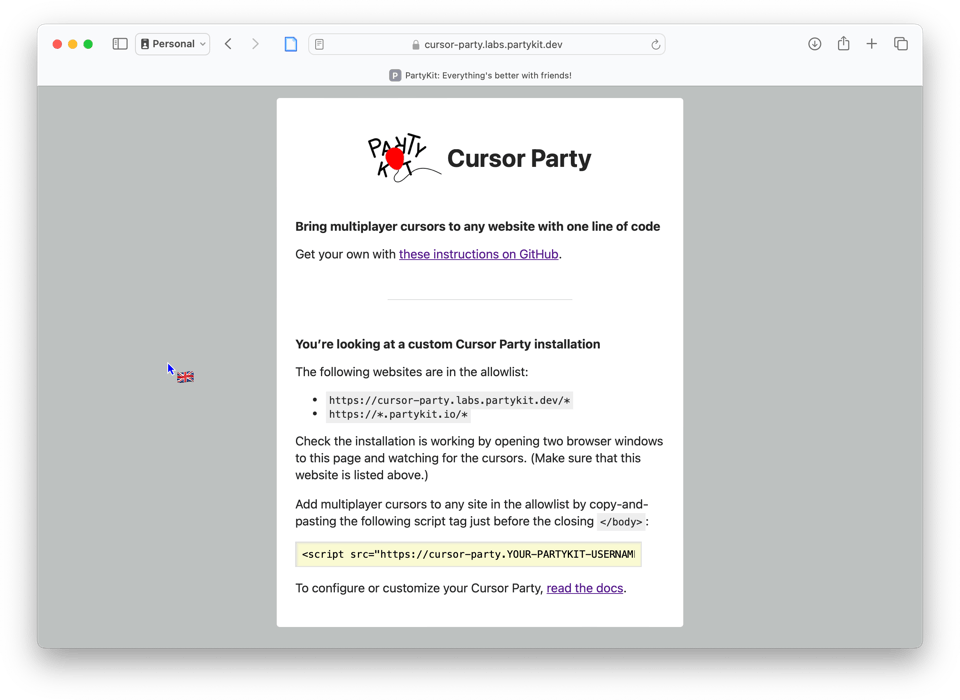 Personal
cursor-party.labs.partykit.dev
P PartyKit: Everything's better with friends!
PARTY
KIT
Cursor Party
Bring multiplayer cursors to any website with one line of code
Get your own with these instructions on GitHub.
You’re looking at a custom Cursor Party installation
The following websites are in the allowlist:
• https://cursor-party.labs.partykit.dev/*
• https://*.partykit.io/*
Check the installation is working by opening two browser windows
to this page and watching for the cursors. (Make sure that this
website is listed above.)
Add multiplayer cursors to any site in the allowlist by copy-and-
pasting the following script tag just before the closing </body>:
<script src="https://cursor-party.YOUR-PARTYKIT-USERNAM
To configure or customize your Cursor Party, read the docs.